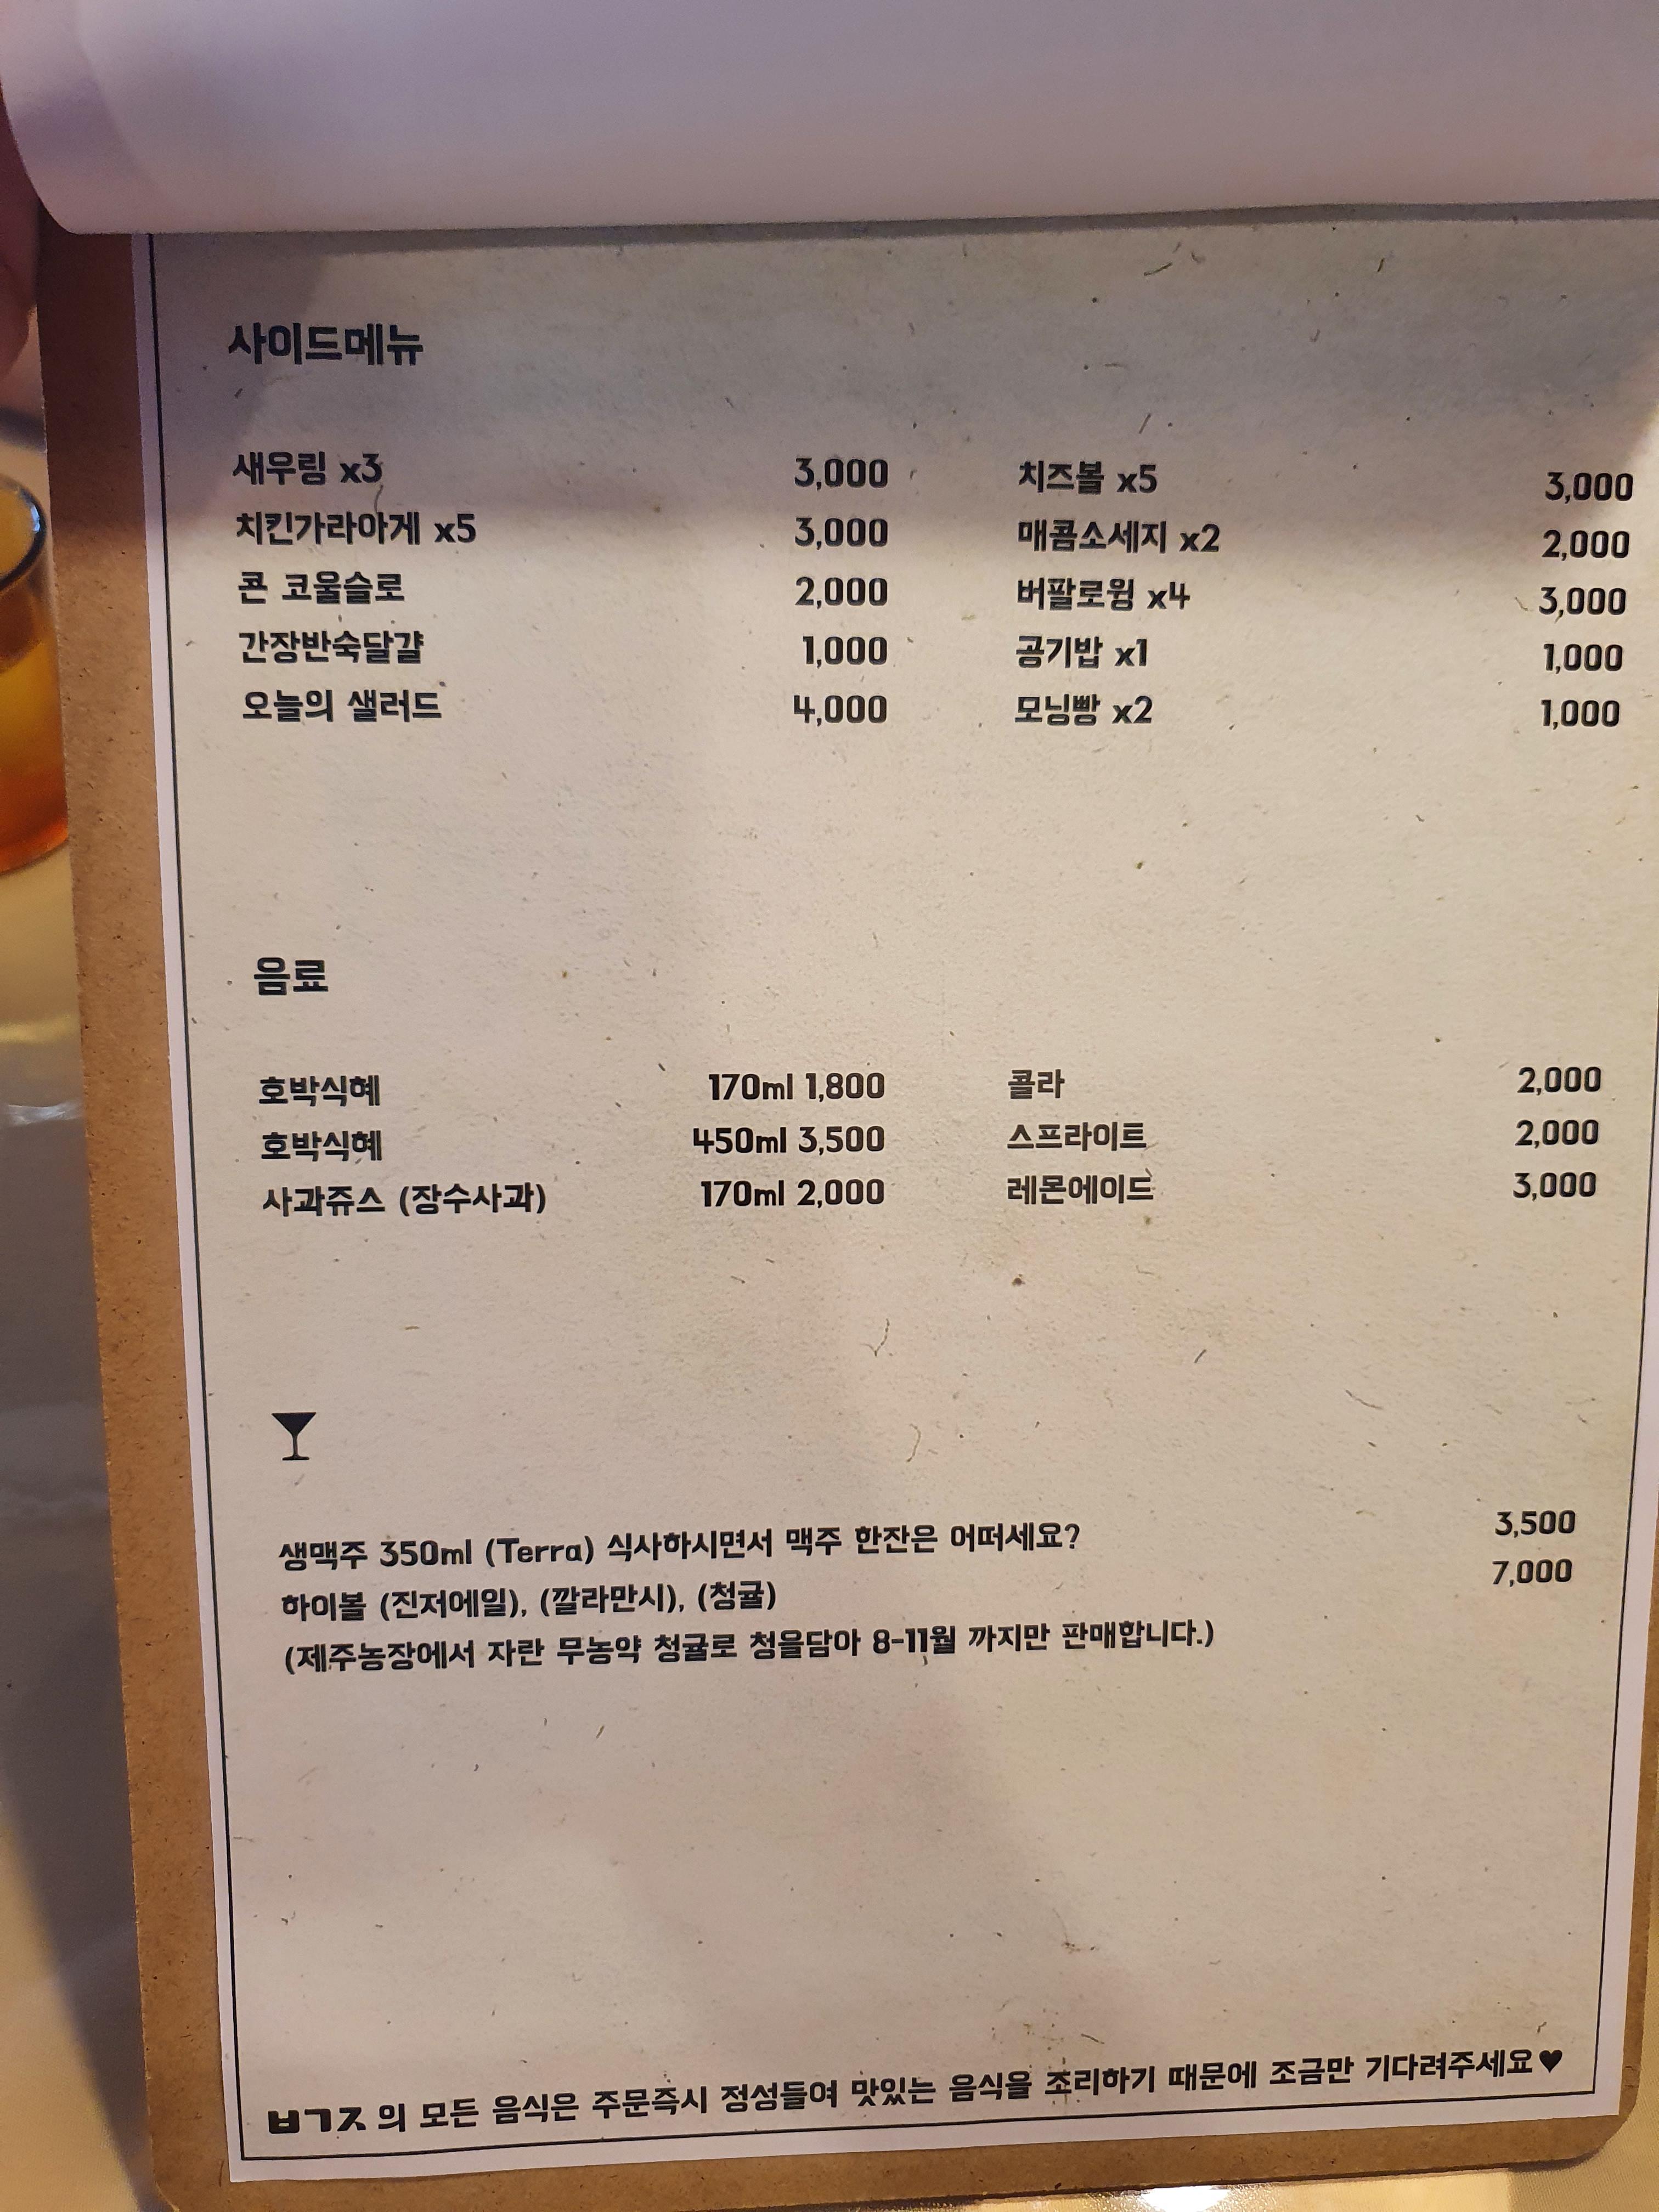 사이드메뉴
새우링 x3 3,000 치즈볼 x5 3,000
치킨가라아게 x5 3,000 매콤소세지 x2 2,000
콘 코울슬로 2,000 버팔로윙 x4 3,000
간장반숙달걀 1,000 공기밥 x1 1,000
오늘의 샐러드 4,000 모닝빵 x2 1,000
음료
호박식혜 170ml 1,800 콜라 2,000
호박식혜 450ml 3,500 스프라이트 2,000
사과쥬스 (장수사과) 170ml 2,000 레몬에이드 3,000
생맥주 350ml (Terra) 식사하시면서 맥주 한잔은 어떠세요? 3,500
하이볼 (진저에일), (깔라만시), (청귤) 7,000
(제주농장에서 자란 무농약 청귤로 청을담아 8-11월 까지만 판매합니다.)
ㅂㄱㅈ 의 모든 음식은 주문즉시 정성들여 맛있는 음식을 조리하기 때문에 조금만 기다려주세요♥